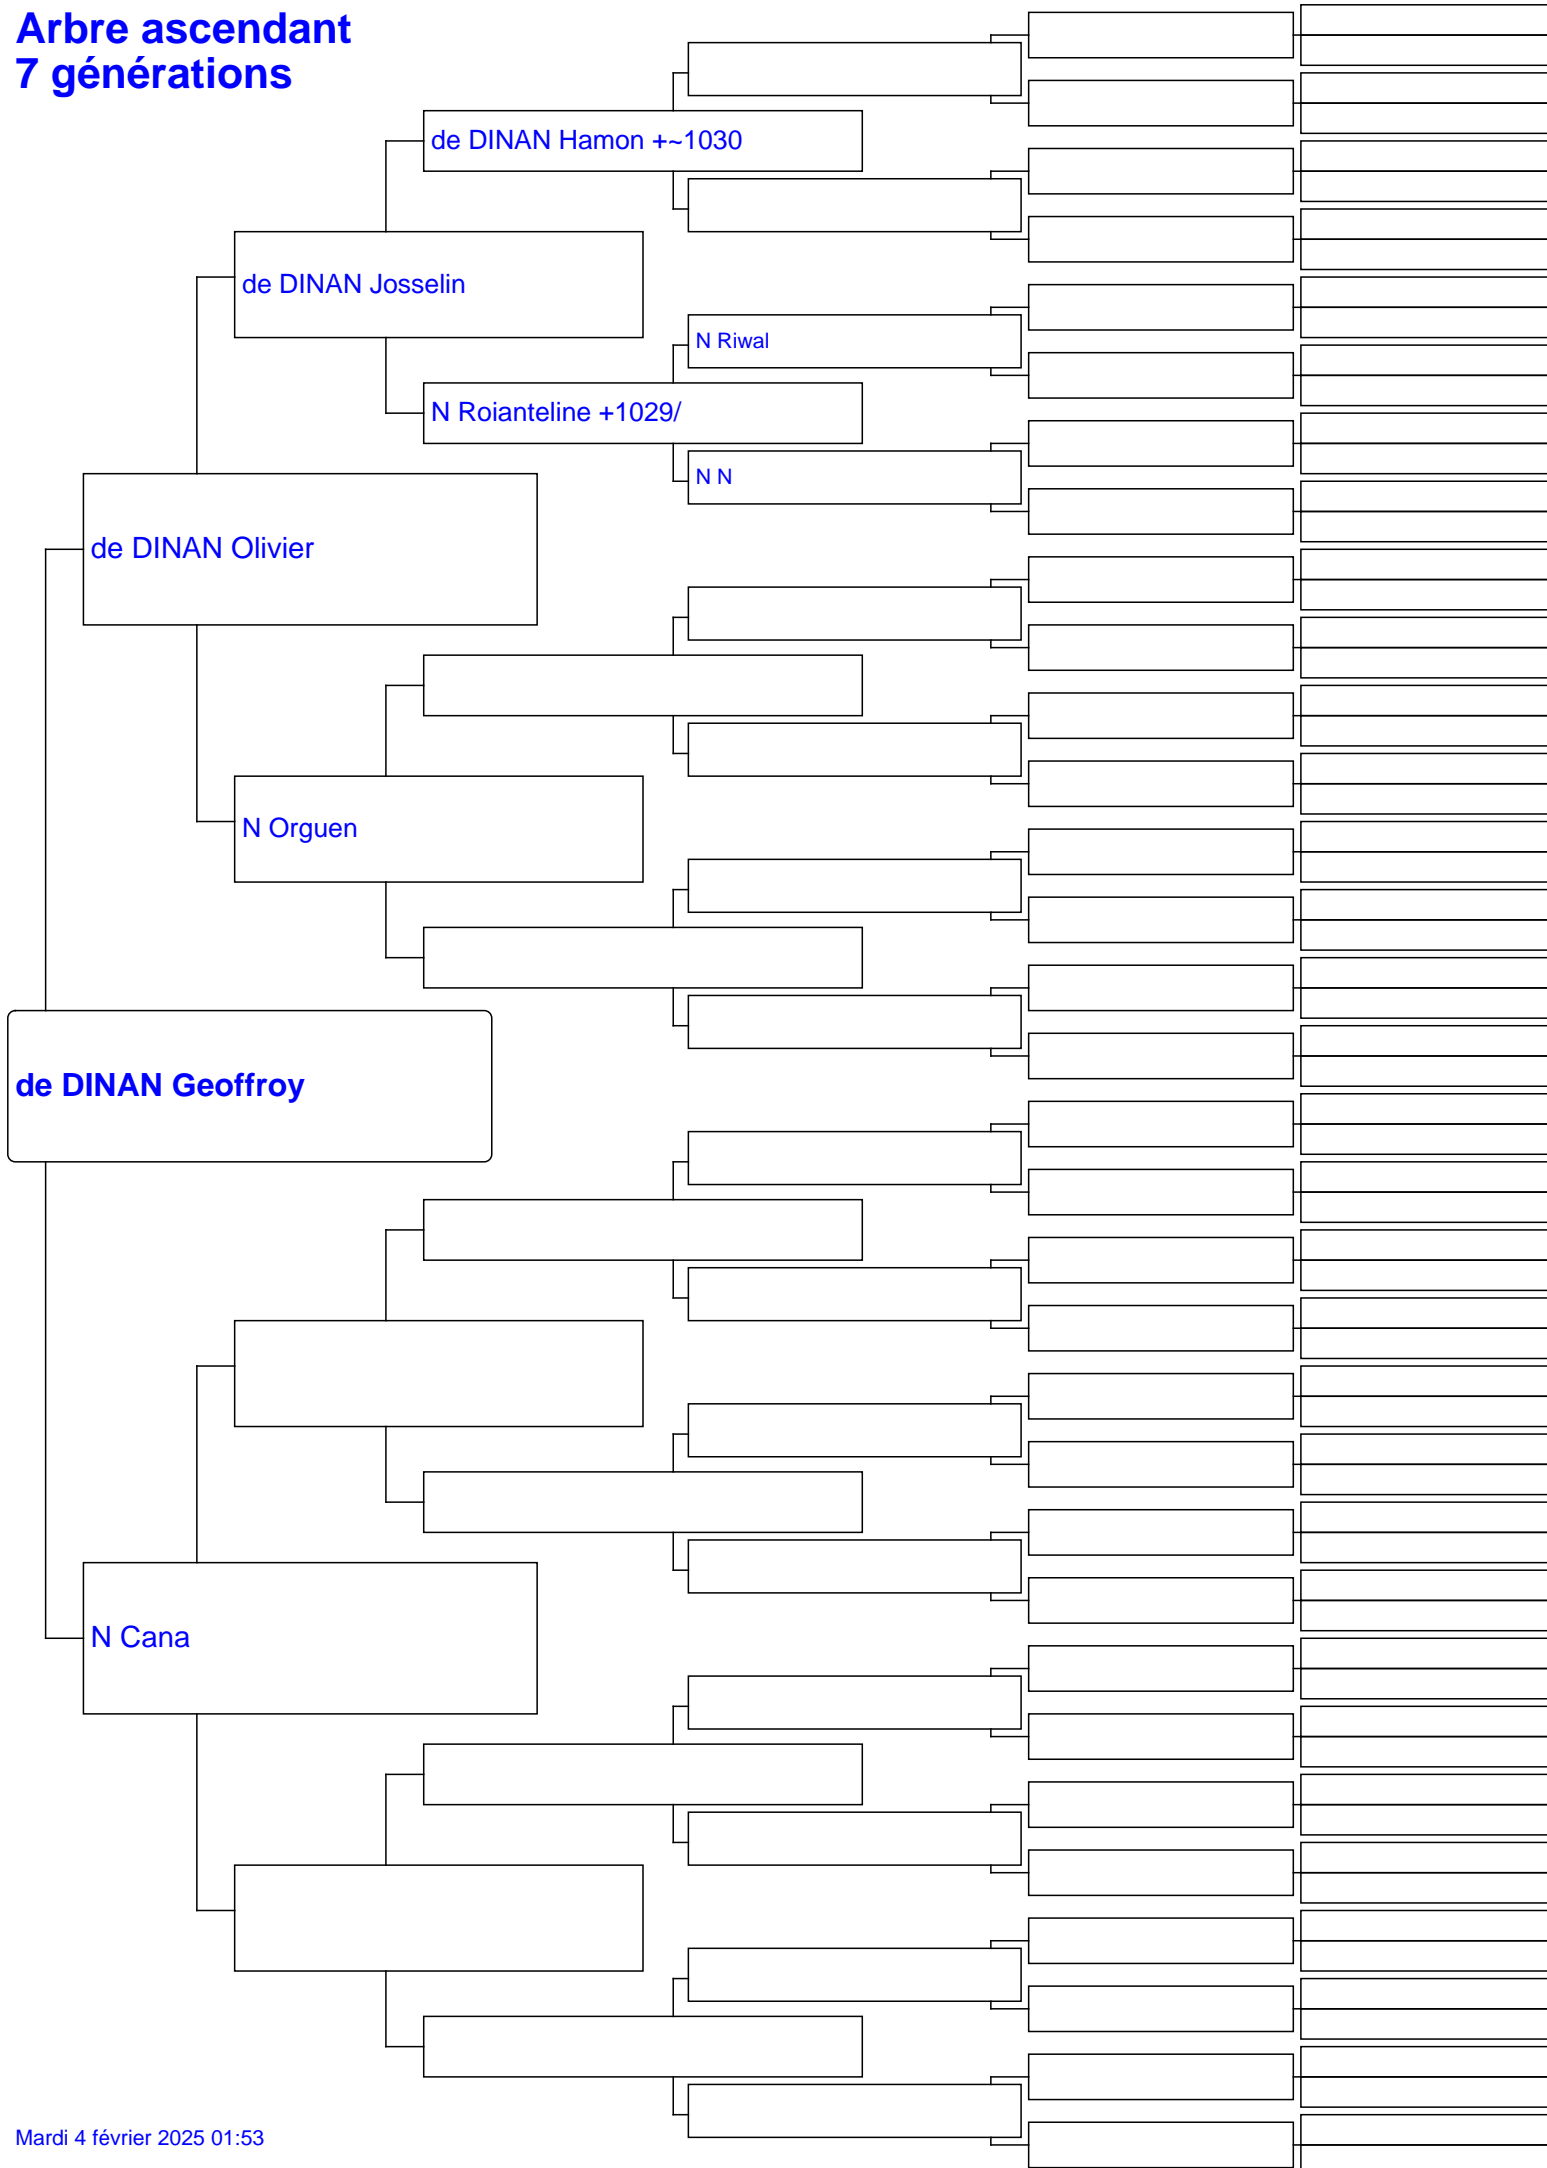 Arbre ascendant
7 générations
de DINAN Hamon +~1030
de DINAN Josselin
N Riwal
N Roianteline +1029/
N N
de DINAN Olivier
N Orguen
de DINAN Geoffroy
N Cana
Mardi 4 février 2025 01:53